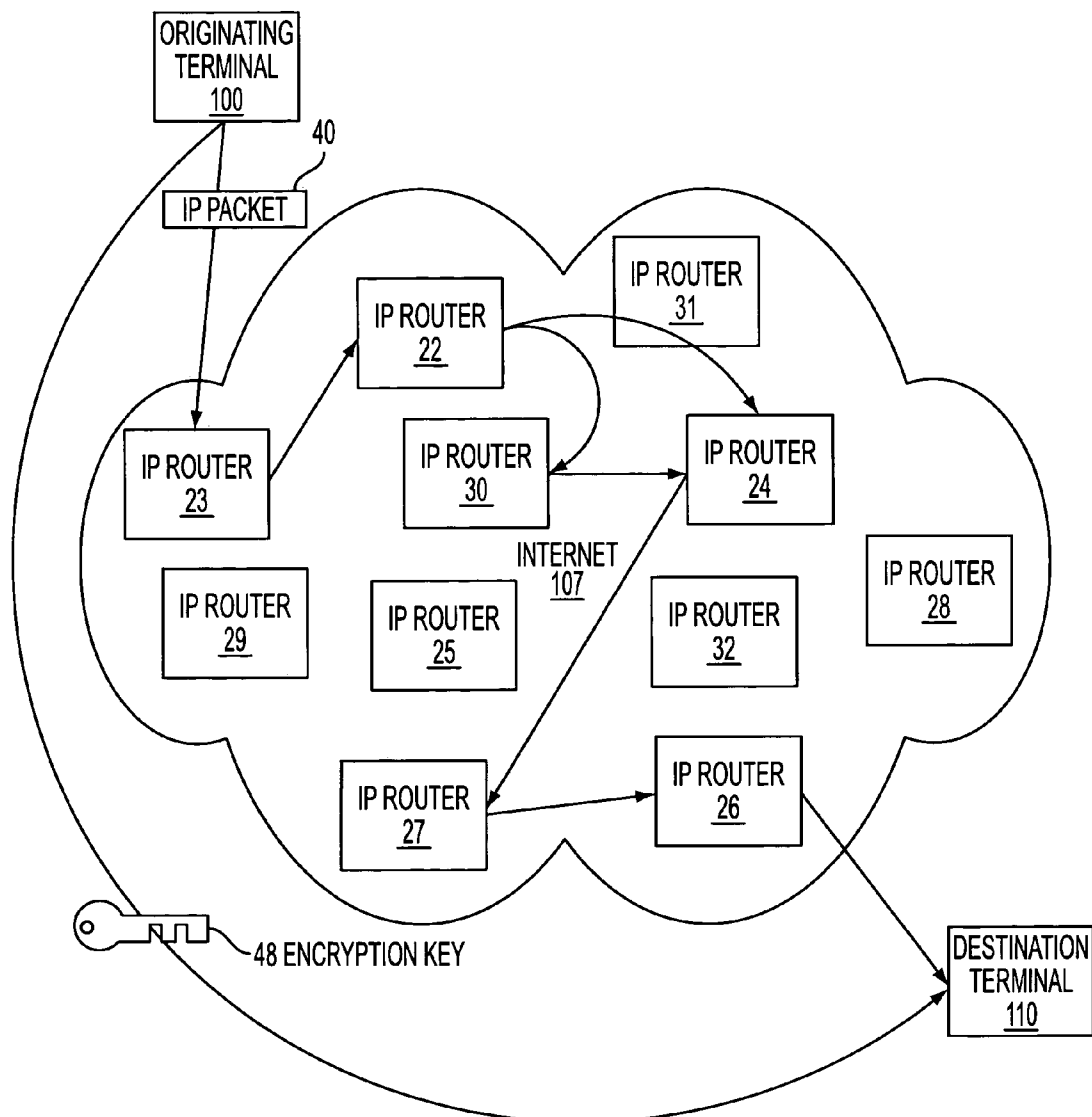 ORIGINATING
TERMINAL
100
40
IP PACKET
IP ROUTER
31
IP ROUTER
22
IP ROUTER
23
IP ROUTER
30
IP ROUTER
24
INTERNET
107
IP ROUTER
28
IP ROUTER
29
IP ROUTER
25
IP ROUTER
32
IP ROUTER
27
IP ROUTER
26
48 ENCRYPTION KEY
DESTINATION
TERMINAL
110